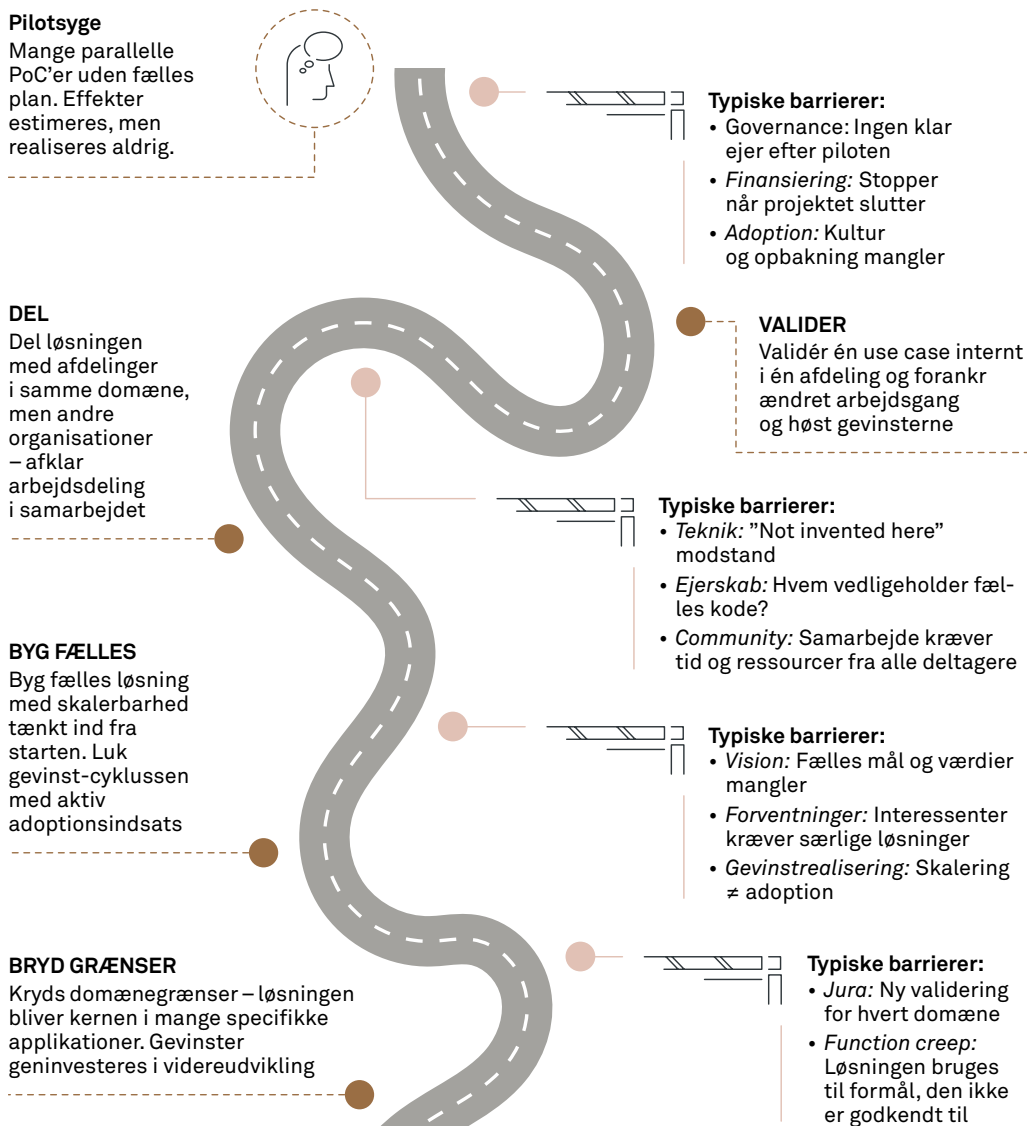 Pilotsyge
Mange parallelle
PoC'er uden fælles
plan. Effekter
estimeres, men
realiseres aldrig.
Typiske barrierer:
• Governance: Ingen klar
ejer efter piloten
• Finansiering: Stopper
når projektet slutter
• Adoption: Kultur
og opbakning mangler
VALIDER
Validér én use case internt
i én afdeling og forankr
ændret arbejdsgang
og høst gevinsterne
DEL
Del løsningen
med afdelinger
i samme domæne,
men andre
organisationer
– afklar
arbejdsdeling
i samarbejdet
Typiske barrierer:
• Teknik: ”Not invented here”
modstand
• Ejerskab: Hvem vedligeholder fæl-
les kode?
• Community: Samarbejde kræver
tid og ressourcer fra alle deltagere
BYG FÆLLES
Byg fælles løsning
med skalerbarhed
tænkt ind fra
starten. Luk
gevinst-cyklussen
med aktiv
adoptionsindsats
Typiske barrierer:
• Vision: Fælles mål og værdier
mangler
• Forventninger: Interessenter
kræver særlige løsninger
• Gevinstrealisering: Skalering
≠ adoption
BRYD GRÆNSER
Kryds domænegrænser – løsningen
bliver kernen i mange specifikke
applikationer. Gevinster
geninvesteres i videreudvikling
Typiske barrierer:
• Jura: Ny validering
for hvert domæne
• Function creep:
Løsningen bruges
til formål, den ikke
er godkendt til